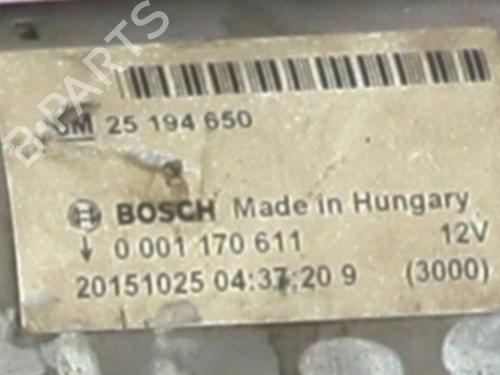 B-PARTS
GM 25 194 650
BOSCH Made in Hungary
0 001 170 611 12V
20151025 04:37:20 9 (3000)